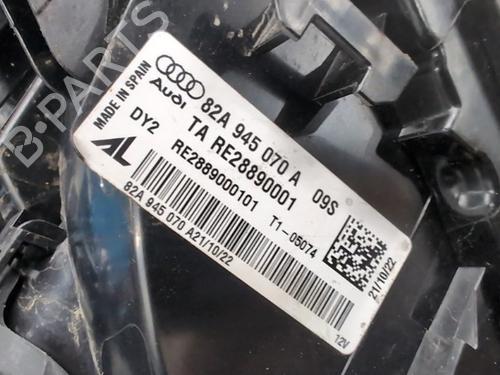 B-PARTS
MADE IN SPAIN
Audi
82A 945 070 A 09S
TA RE28890001
DY2
RE2889000101 T1-05074
AL
82A 945 070 A21/10/22
21/10/22
12V